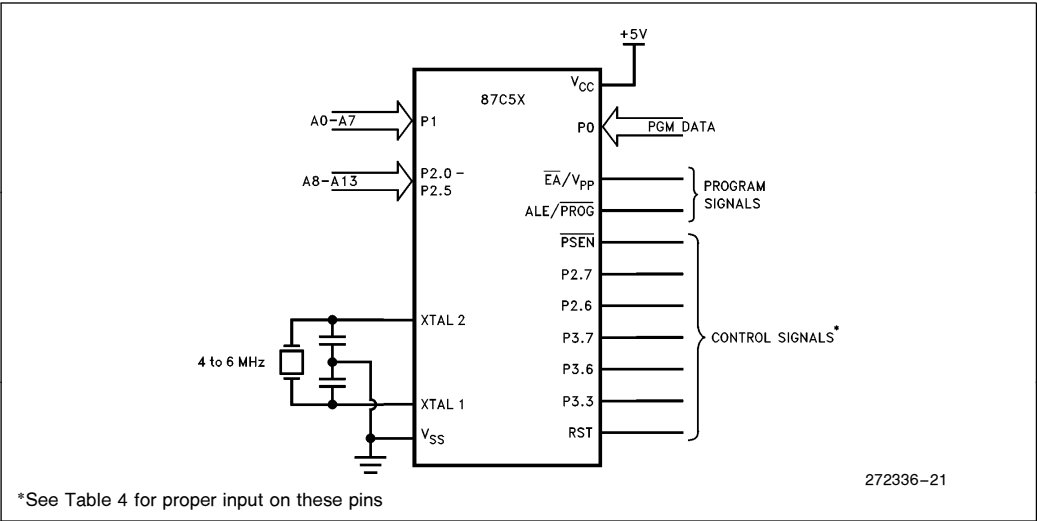 +5V
87C5X
VCC
A0-A7
P1
P0
PGM DATA
A8-A13
P2.0 -
P2.5
EA/VPP
ALE/PROG
PROGRAM
SIGNALS
PSEN
P2.7
P2.6
P3.7
P3.6
P3.3
RST
CONTROL SIGNALS*
XTAL 2
4 to 6 MHz
XTAL 1
VSS
272336-21
*See Table 4 for proper input on these pins